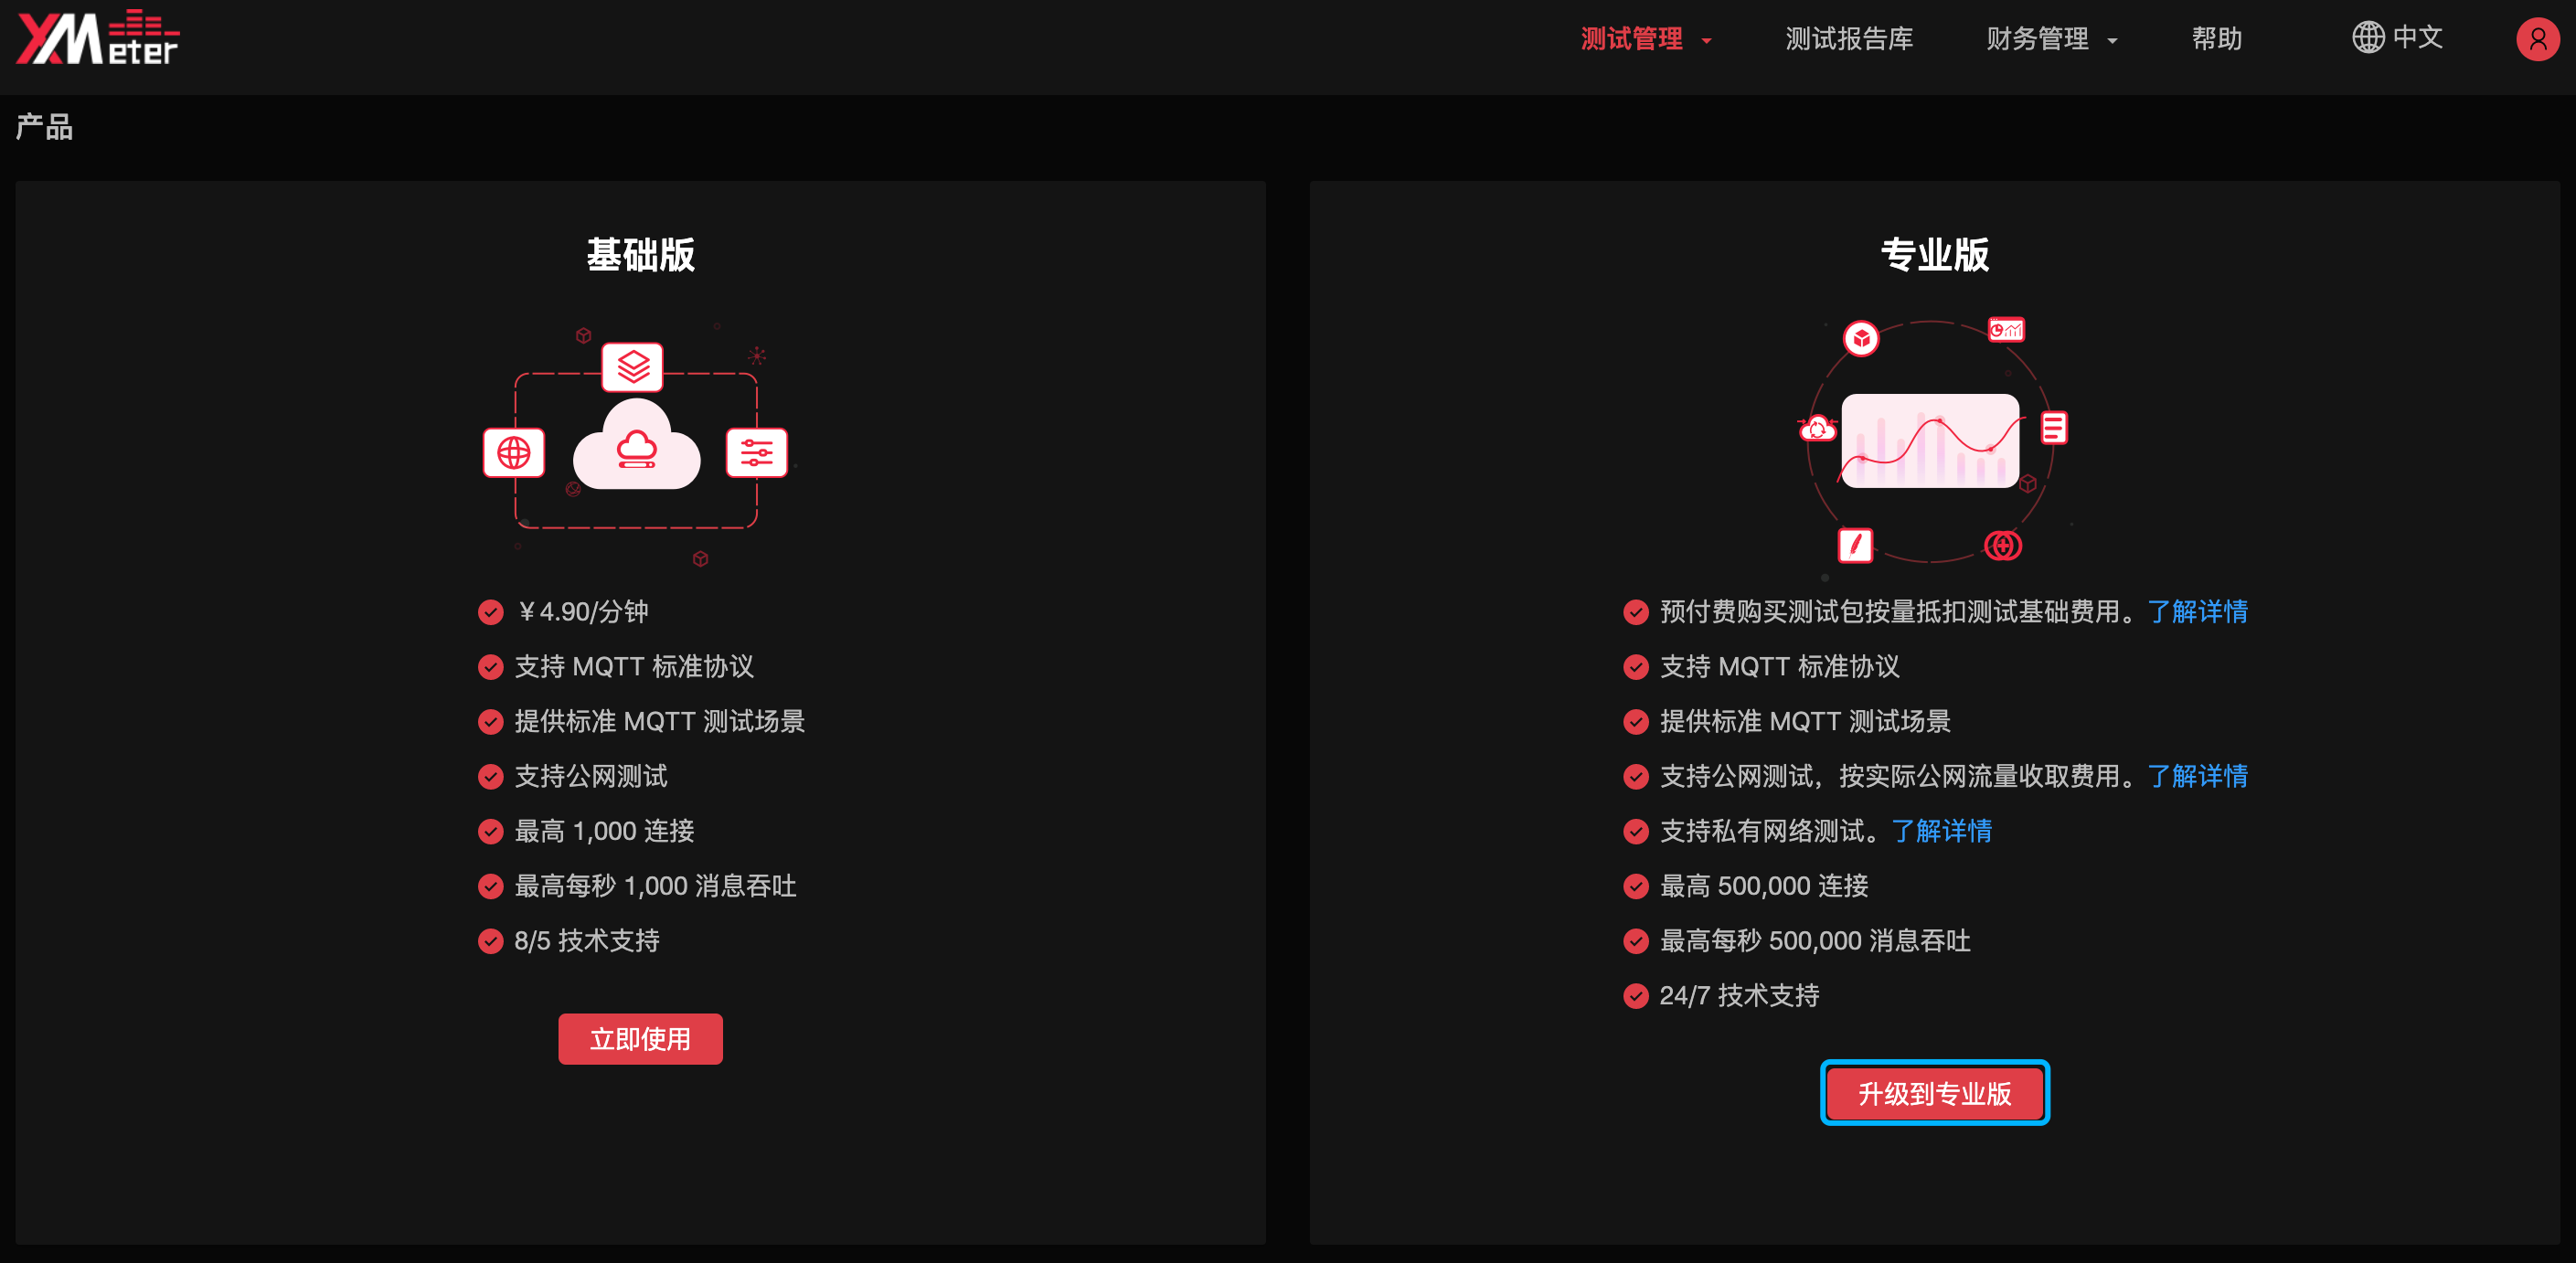 XMeter
测试管理
测试报告库
财务管理
帮助
中文
产品
基础版
￥4.90/分钟
支持 MQTT 标准协议
提供标准 MQTT 测试场景
支持公网测试
最高 1,000 连接
最高每秒 1,000 消息吞吐
8/5 技术支持
立即使用
专业版
预付费购买测试包按量抵扣测试基础费用。了解详情
支持 MQTT 标准协议
提供标准 MQTT 测试场景
支持公网测试，按实际公网流量收取费用。了解详情
支持私有网络测试。了解详情
最高 500,000 连接
最高每秒 500,000 消息吞吐
24/7 技术支持
升级到专业版